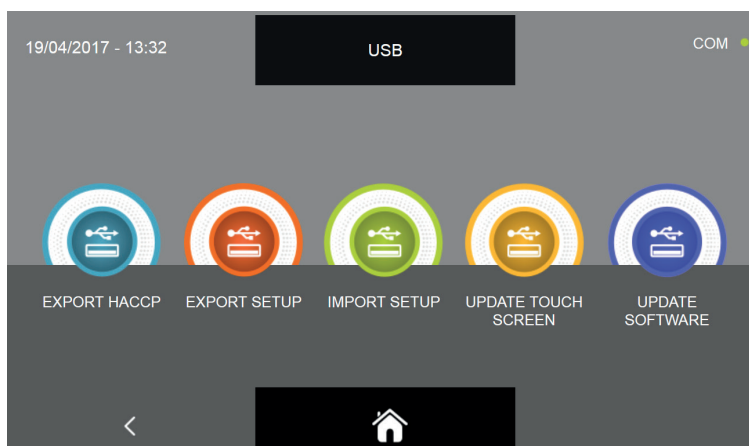 19/04/2017 - 13:32
USB
COM
EXPORT HACCP
EXPORT SETUP
IMPORT SETUP
UPDATE TOUCH
SCREEN
UPDATE
SOFTWARE